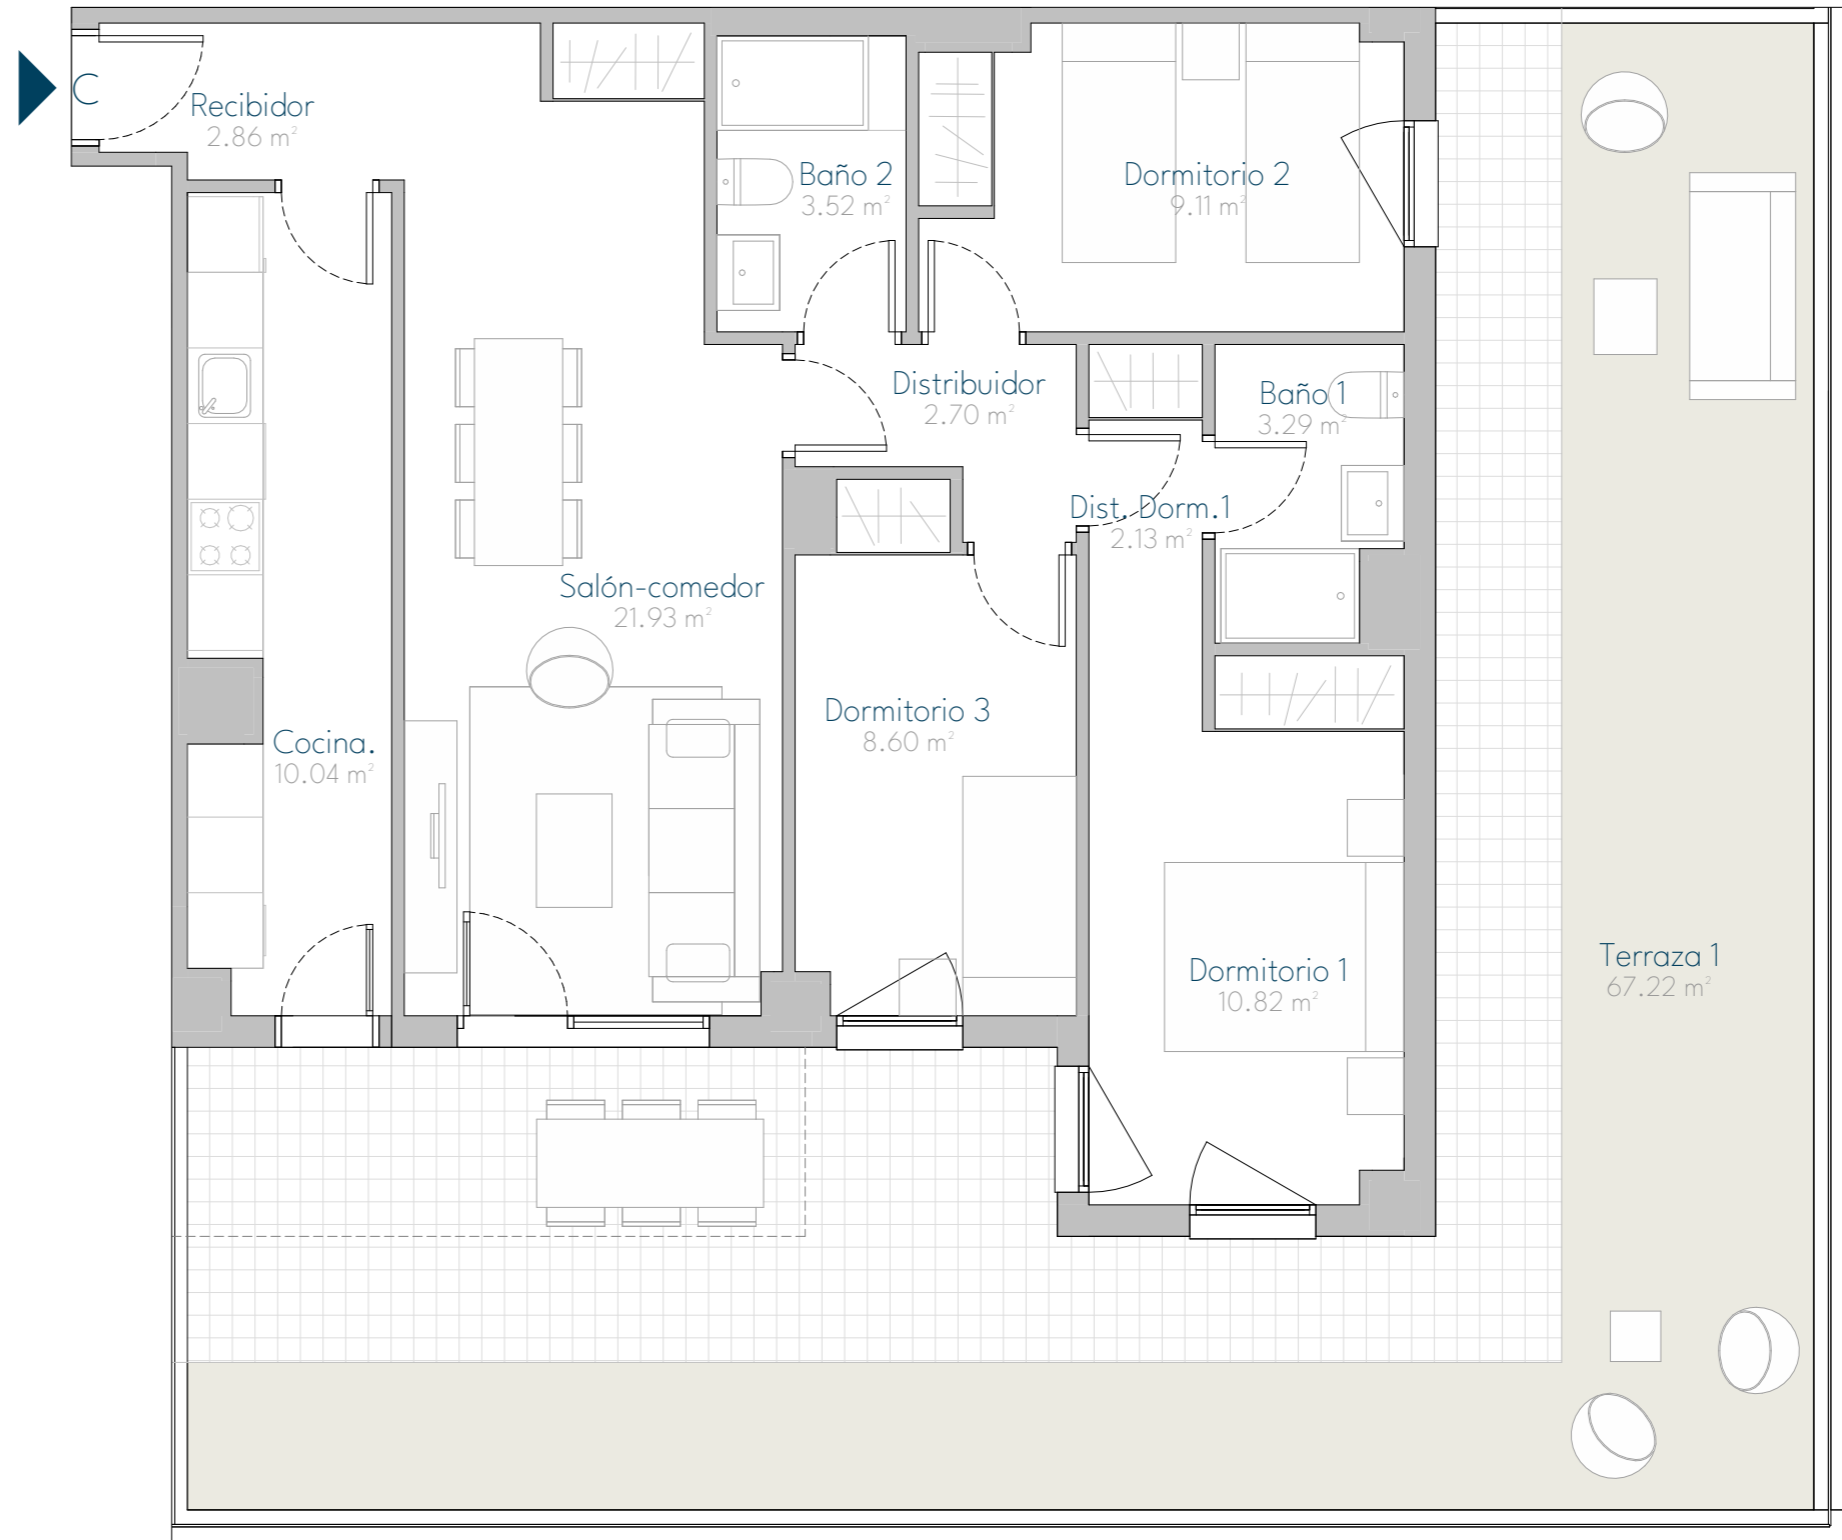 C
Recibidor
2.86 m²
Baño 2
3.52 m²
Dormitorio 2
9.11 m²
Distribuidor
2.70 m²
Baño 1
3.29 m²
Dist. Dorm.1
2.13 m²
Salón-comedor
21.93 m²
Dormitorio 3
8.60 m²
Cocina.
10.04 m²
Dormitorio 1
10.82 m²
Terraza 1
67.22 m²